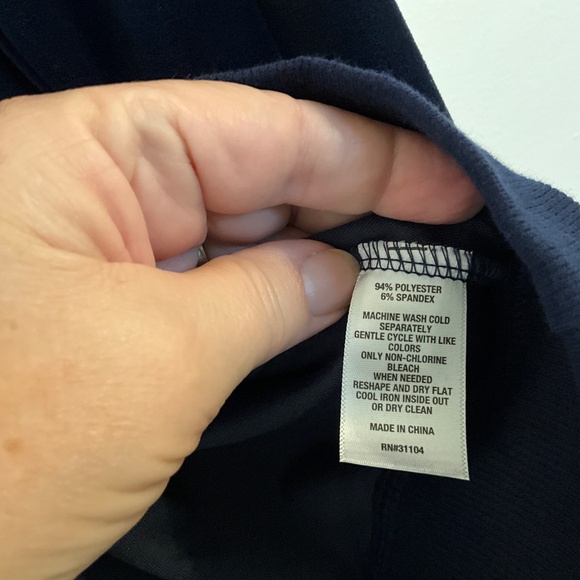 94% POLYESTER
6% SPANDEX
MACHINE WASH COLD
SEPARATELY
GENTLE CYCLE WITH LIKE
COLORS
ONLY NON-CHLORINE
BLEACH
WHEN NEEDED
RESHAPE AND DRY FLAT
COOL IRON INSIDE OUT
OR DRY CLEAN
MADE IN CHINA
RN#31104